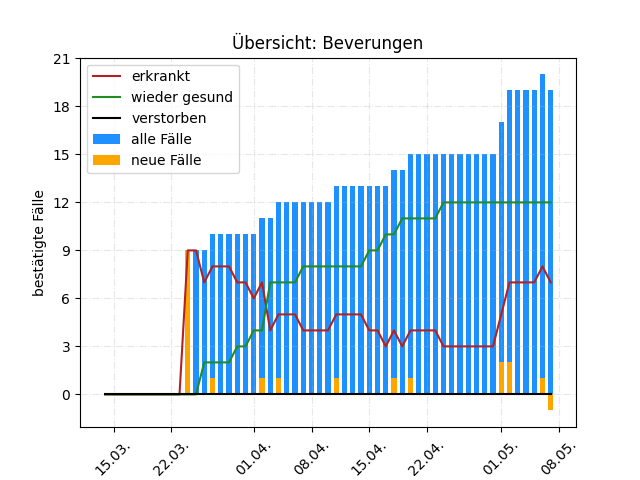 Übersicht: Beverungen
bestätigte Fälle
21
18
15
12
9
6
3
0
erkrankt
wieder gesund
verstorben
alle Fälle
neue Fälle
15.03.
22.03.
01.04.
08.04.
15.04.
22.04.
01.05.
08.05.